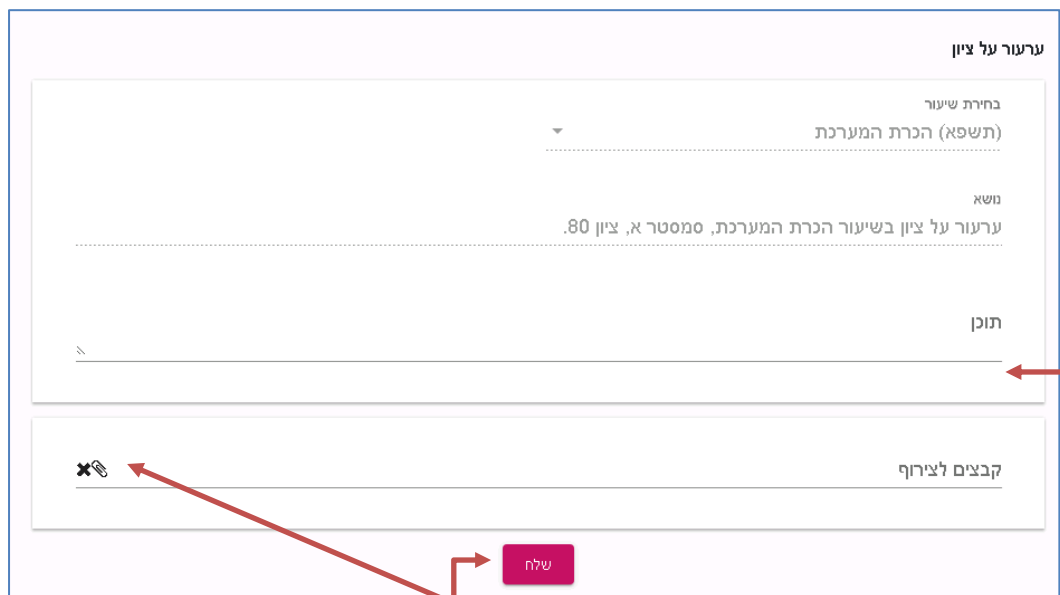 ערעור על ציון
בחירת שיעור
(תשפא) הכרת המערכת
נושא
ערעור על ציון בשיעור הכרת המערכת, סמסטר א, ציון 80.
תוכן
קבצים לצירוף
שלח